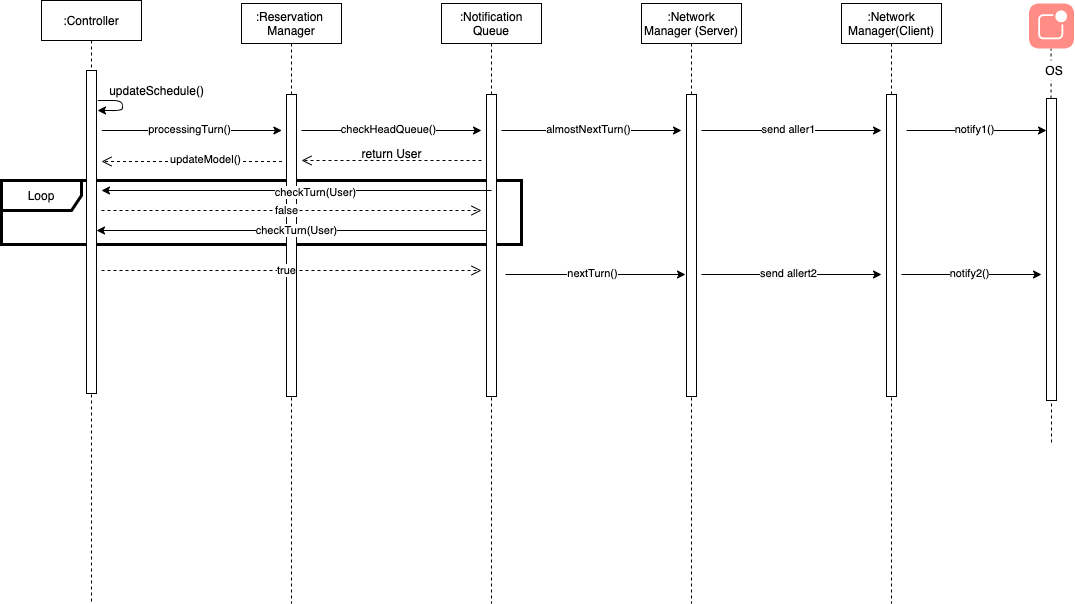 :Controller
:Reservation
Manager
:Notification
Queue
:Network
Manager (Server)
:Network
Manager(Client)
OS
updateSchedule()
processingTurn()
checkHeadQueue()
almostNextTurn()
send aller1
notify1()
updateModel()
return User
Loop
checkTurn(User)
false
checkTurn(User)
true
nextTurn()
send allert2
notify2()